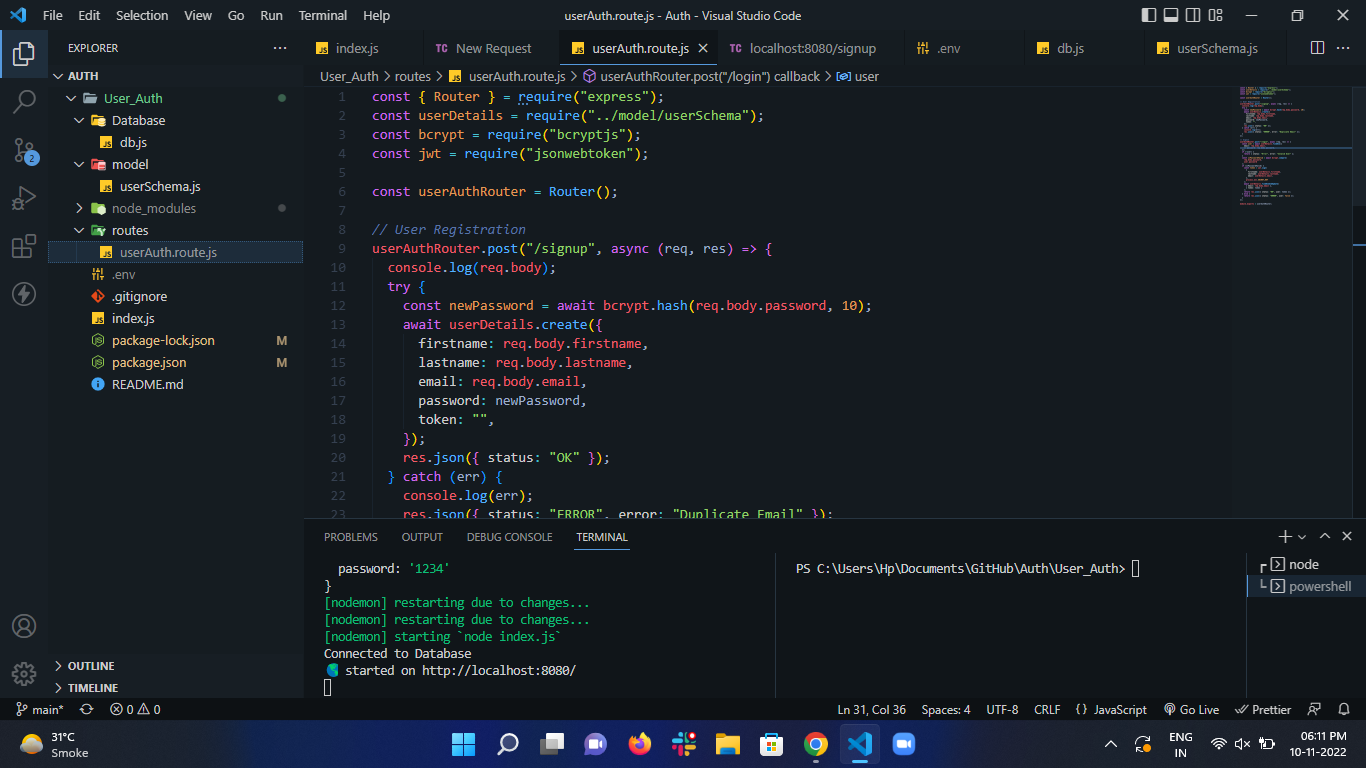 File Edit Selection View Go Run Terminal Help userAuth.route.js - Auth - Visual Studio Code
EXPLORER
index.js
TC New Request
userAuth.route.js
TC localhost:8080/signup
.env
db.js
userSchema.js
AUTH
User_Auth
Database
db.js
model
userSchema.js
node_modules
routes
userAuth.route.js
.env
.gitignore
index.js
package-lock.json M
package.json M
README.md
OUTLINE
TIMELINE
User_Auth > routes > userAuth.route.js > userAuthRouter.post("/login") callback > user
1 const { Router } = require("express");
2 const userDetails = require("../model/userSchema");
3 const bcrypt = require("bcryptjs");
4 const jwt = require("jsonwebtoken");
5
6 const userAuthRouter = Router();
7
8 // User Registration
9 userAuthRouter.post("/signup", async (req, res) => {
10 console.log(req.body);
11 try {
12 const newPassword = await bcrypt.hash(req.body.password, 10);
13 await userDetails.create({
14 firstname: req.body.firstname,
15 lastname: req.body.lastname,
16 email: req.body.email,
17 password: newPassword,
18 token: "",
19 });
20 res.json({ status: "OK" });
21 } catch (err) {
22 console.log(err);
23 res.json({ status: "ERROR", error: "Duplicate Email" });
PROBLEMS OUTPUT DEBUG CONSOLE TERMINAL
password: '1234'
}
[nodemon] restarting due to changes...
[nodemon] restarting due to changes...
[nodemon] starting `node index.js`
Connected to Database
started on http://localhost:8080/
PS C:\Users\Hp\Documents\GitHub\Auth\User_Auth>
node
powershell
2
main* 0 0 Ln 31, Col 36 Spaces: 4 UTF-8 CRLF {} JavaScript Go Live Prettier
31°C
Smoke
ENG
IN
06:11 PM
10-11-2022